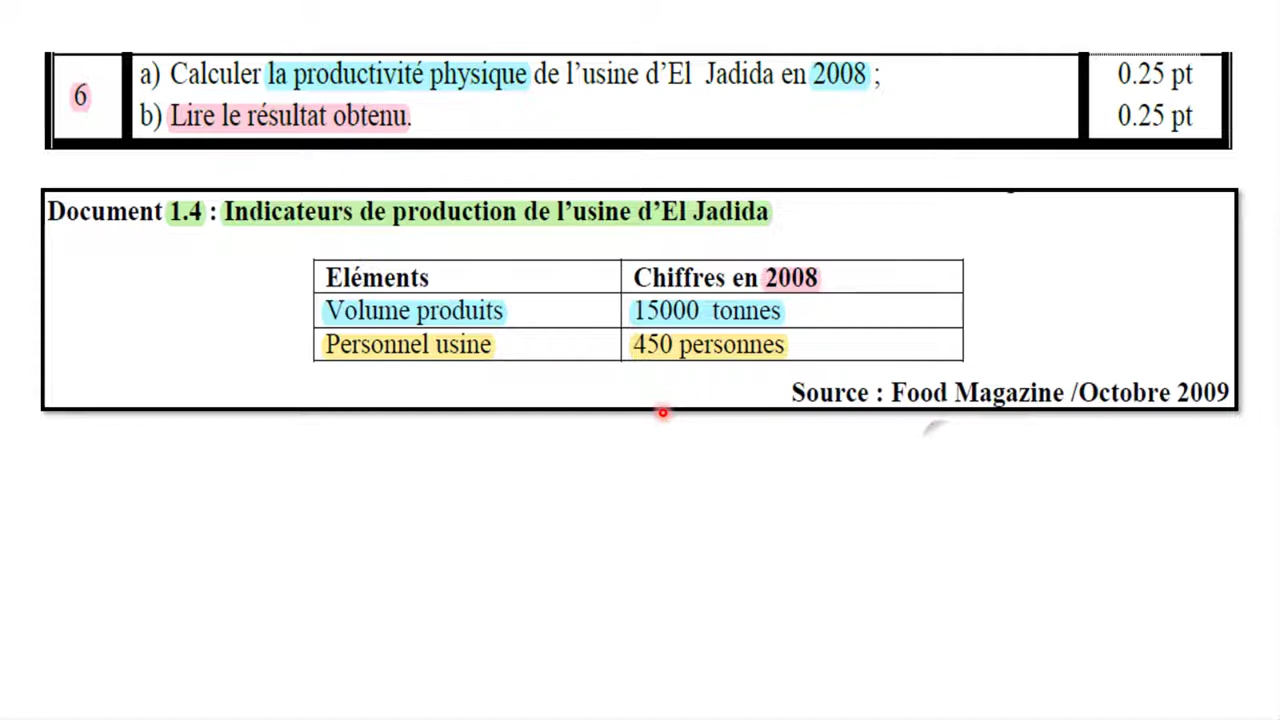 6
a) Calculer la productivité physique de l'usine d'El Jadida en 2008 ; 0.25 pt
b) Lire le résultat obtenu. 0.25 pt
Document 1.4 : Indicateurs de production de l'usine d'El Jadida
Eléments Chiffres en 2008
Volume produits 15000 tonnes
Personnel usine 450 personnes
Source : Food Magazine /Octobre 2009